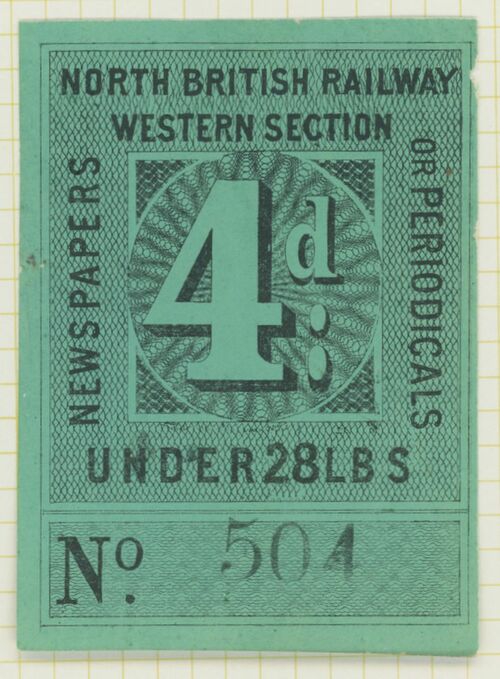 NORTH BRITISH RAILWAY
WESTERN SECTION
NEWSPAPERS
OR PERIODICALS
4d
UNDER 28 LBS
No. 504